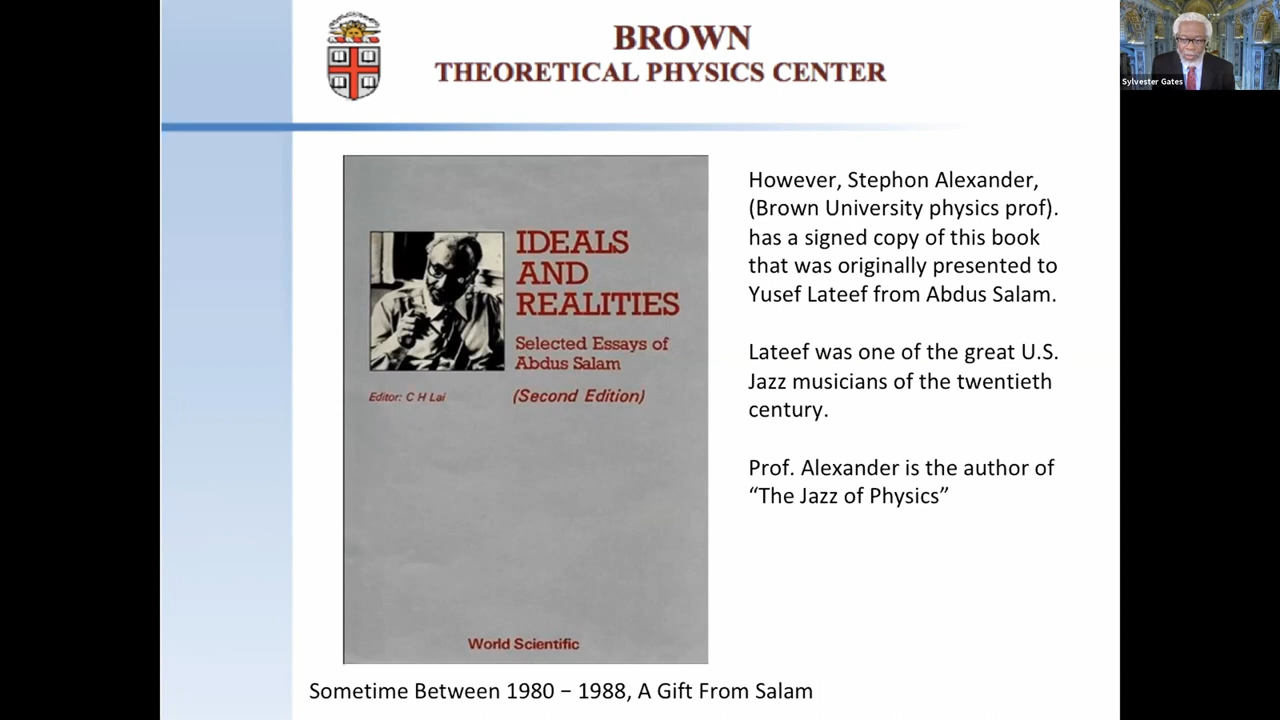 BROWN
THEORETICAL PHYSICS CENTER
Sylvester Gates
IDEALS
AND
REALITIES
Selected Essays of
Abdus Salam
Editor: C H Lai
(Second Edition)
World Scientific
However, Stephon Alexander,
(Brown University physics prof).
has a signed copy of this book
that was originally presented to
Yusef Lateef from Abdus Salam.
Lateef was one of the great U.S.
Jazz musicians of the twentieth
century.
Prof. Alexander is the author of
“The Jazz of Physics”
Sometime Between 1980 – 1988, A Gift From Salam